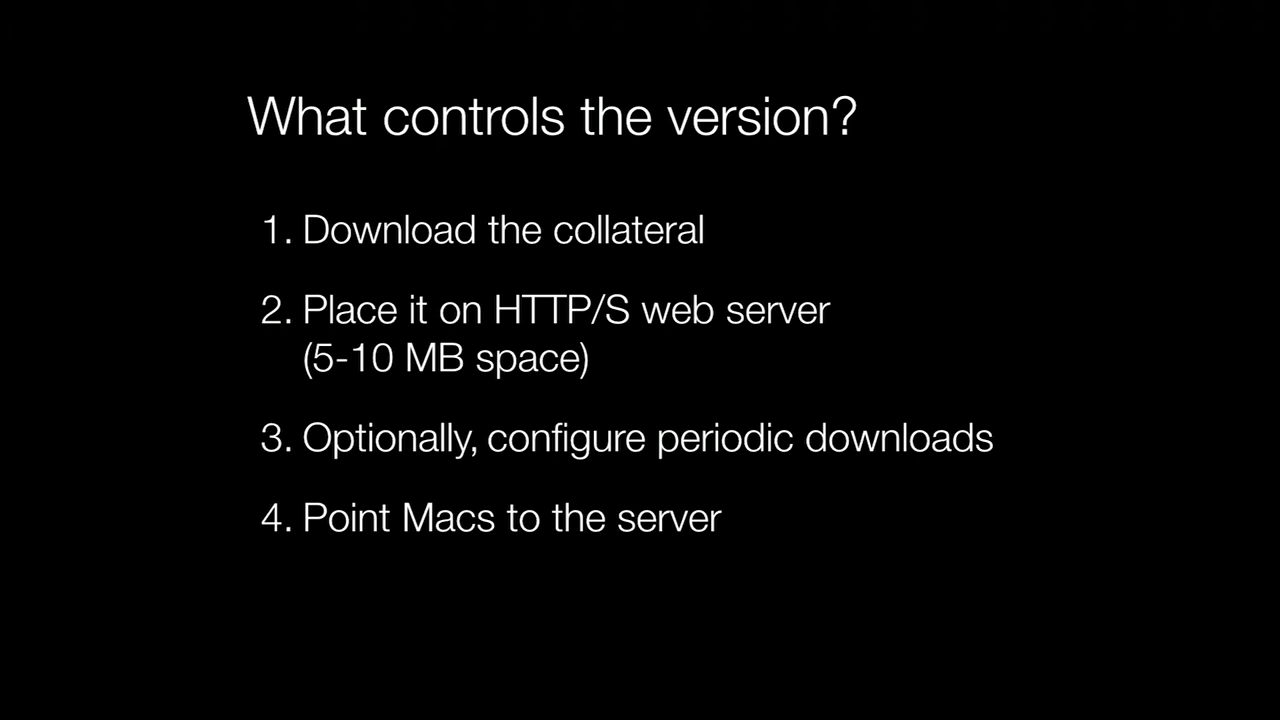 What controls the version?
1. Download the collateral
2. Place it on HTTP/S web server
(5-10 MB space)
3. Optionally, configure periodic downloads
4. Point Macs to the server